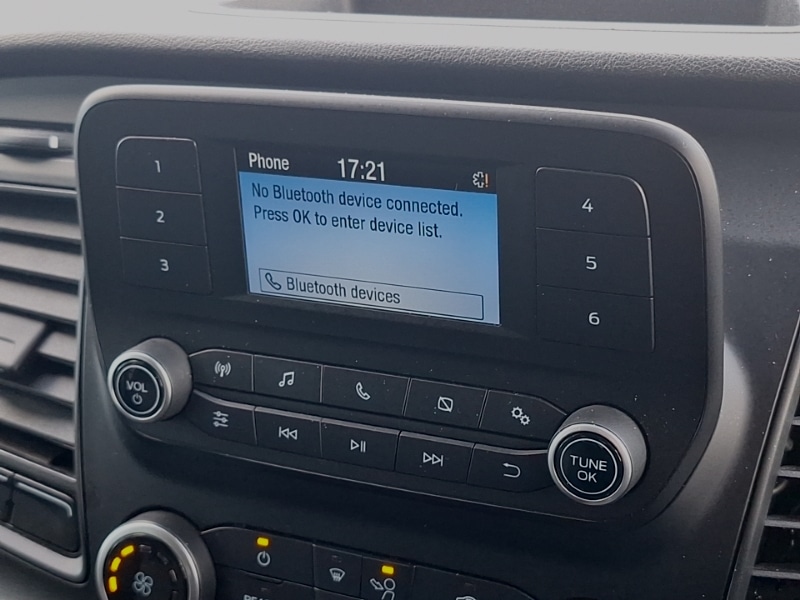 Phone 17:21
No Bluetooth device connected.
Press OK to enter device list.
Bluetooth devices
1
2
3
4
5
6
VOL
TUNE
OK